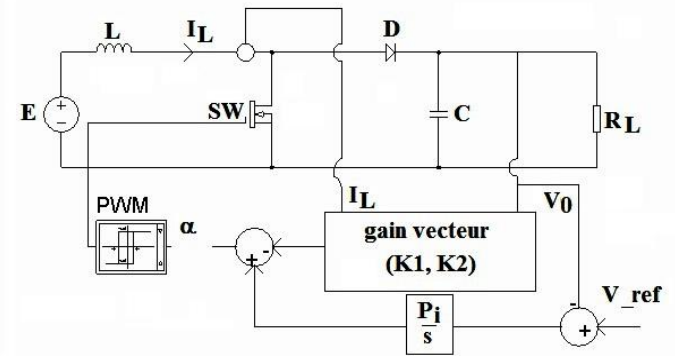 L
I_L
D
E
SW
C
R_L
I_L
V_0
PWM
α
+
-
gain vecteur
(K1, K2)
-
+
V_ref
P_i
s